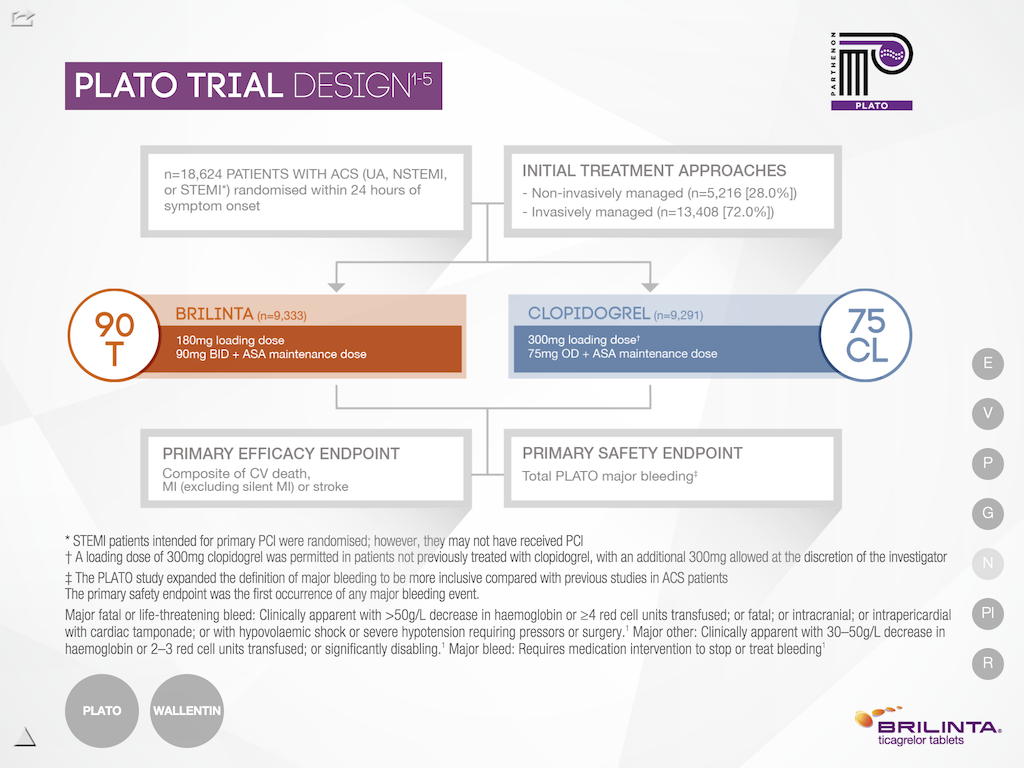 PARTHENON
PLATO
PLATO TRIAL DESIGN1-5
n=18,624 PATIENTS WITH ACS (UA, NSTEMI,
or STEMI*) randomised within 24 hours of
symptom onset
INITIAL TREATMENT APPROACHES
- Non-invasively managed (n=5,216 [28.0%])
- Invasively managed (n=13,408 [72.0%])
90
T
BRILINTA (n=9,333)
180mg loading dose
90mg BID + ASA maintenance dose
CLOPIDOGREL (n=9,291)
300mg loading dose†
75mg OD + ASA maintenance dose
75
CL
PRIMARY EFFICACY ENDPOINT
Composite of CV death,
MI (excluding silent MI) or stroke
PRIMARY SAFETY ENDPOINT
Total PLATO major bleeding‡
E
V
P
G
N
PI
R
* STEMI patients intended for primary PCI were randomised; however, they may not have received PCI
† A loading dose of 300mg clopidogrel was permitted in patients not previously treated with clopidogrel, with an additional 300mg allowed at the discretion of the investigator
‡ The PLATO study expanded the definition of major bleeding to be more inclusive compared with previous studies in ACS patients
The primary safety endpoint was the first occurrence of any major bleeding event.
Major fatal or life-threatening bleed: Clinically apparent with >50g/L decrease in haemoglobin or ≥4 red cell units transfused; or fatal; or intracranial; or intrapericardial
with cardiac tamponade; or with hypovolaemic shock or severe hypotension requiring pressors or surgery.1 Major other: Clinically apparent with 30–50g/L decrease in
haemoglobin or 2–3 red cell units transfused; or significantly disabling.1 Major bleed: Requires medication intervention to stop or treat bleeding1
PLATO
WALLENTIN
BRILINTA®
ticagrelor tablets